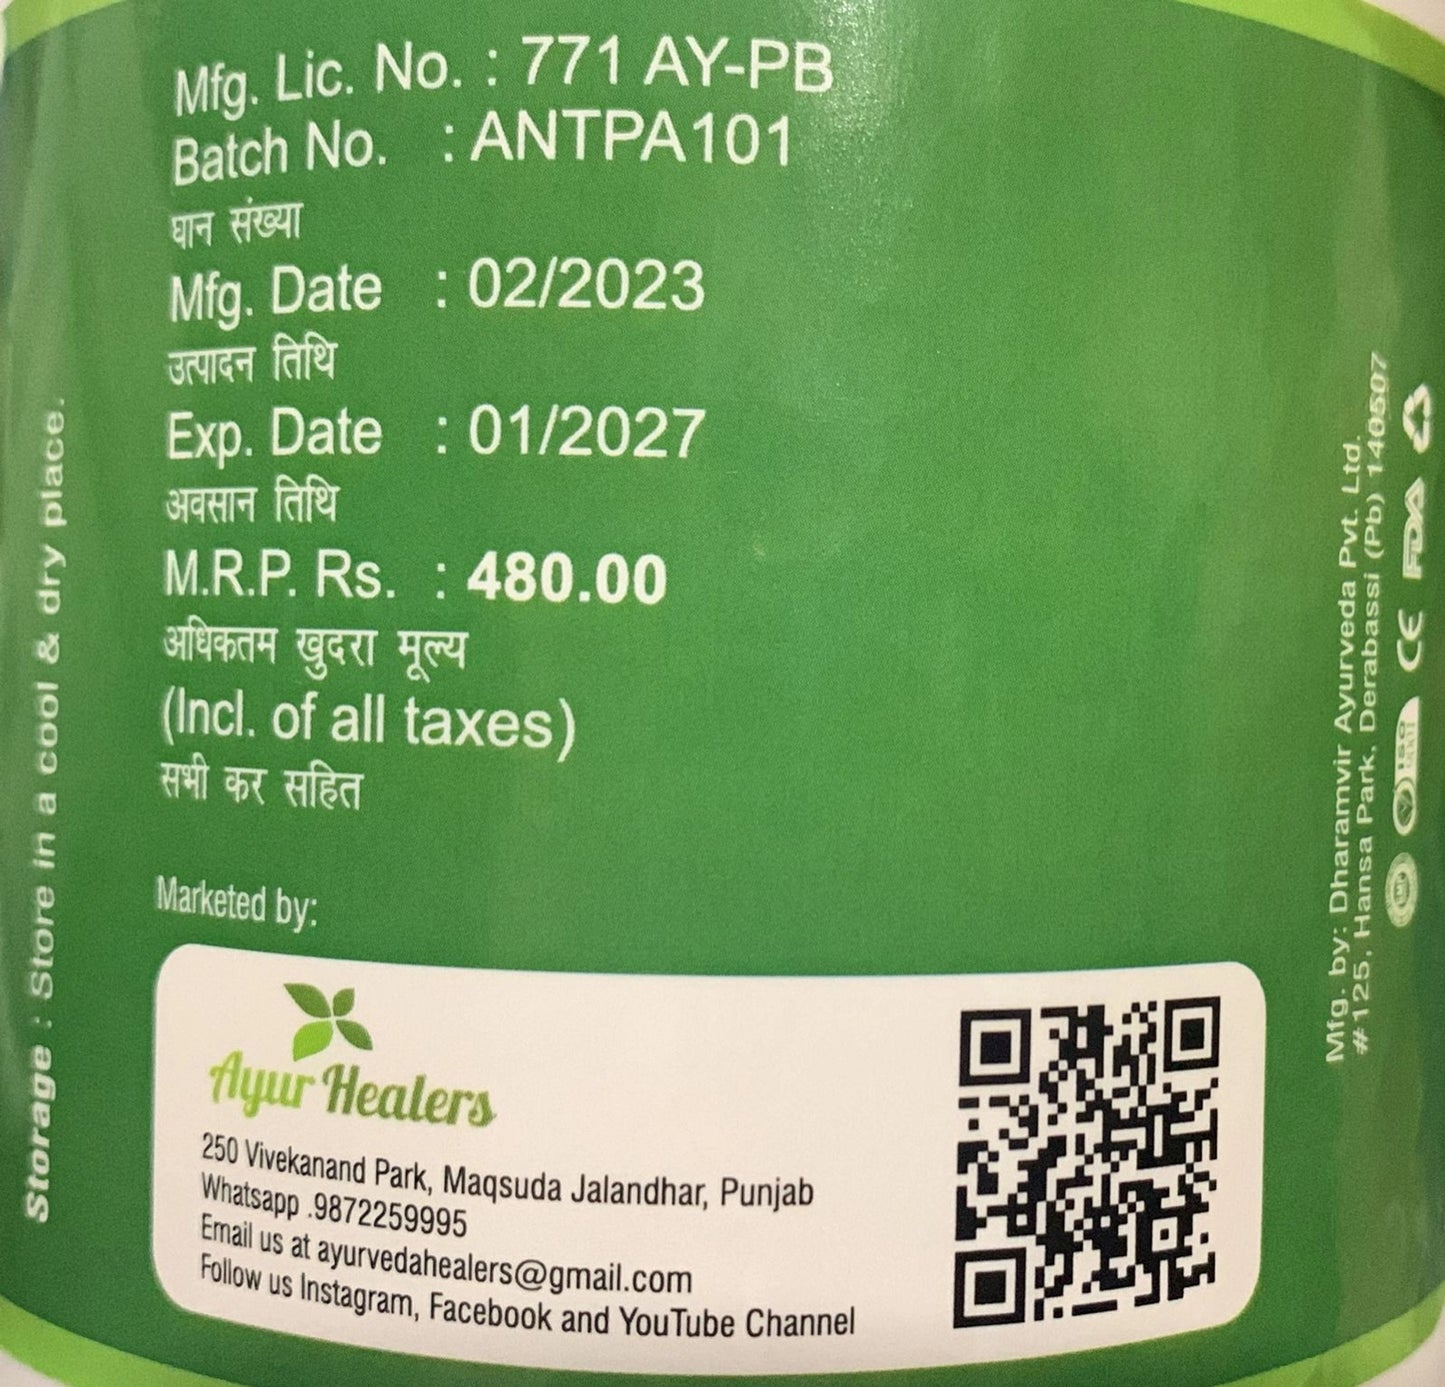 Mfg. Lic. No. : 771 AY-PB
Batch No. : ANTPA101
घान संख्या
Mfg. Date : 02/2023
उत्पादन तिथि
Exp. Date : 01/2027
अवसान तिथि
M.R.P. Rs. : 480.00
अधिकतम खुदरा मूल्य
(Incl. of all taxes)
सभी कर सहित
Marketed by:
Ayur Healers
250 Vivekanand Park, Maqsuda Jalandhar, Punjab
Whatsapp .9872259995
Email us at ayurvedahealers@gmail.com
Follow us Instagram, Facebook and YouTube Channel
Storage : Store in a cool & dry place.
Mfg. by: Dharamvir Ayurveda Pvt. Ltd.
#125, Hansa Park, Derabassi (Pb) 140507
ISO CE FDA